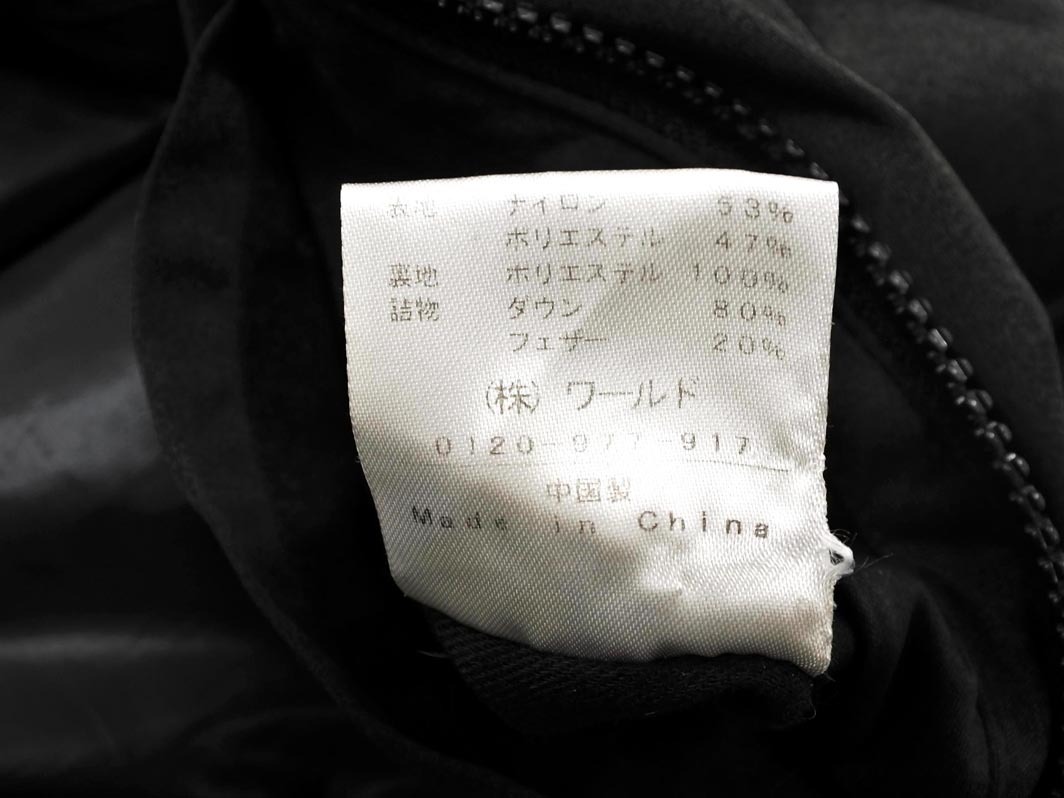 表地 ナイロン 53%
ポリエステル 47%
裏地 ポリエステル 100%
詰物 ダウン 80%
フェザー 20%
(株) ワールド
0120-977-917
中国製
Made in China